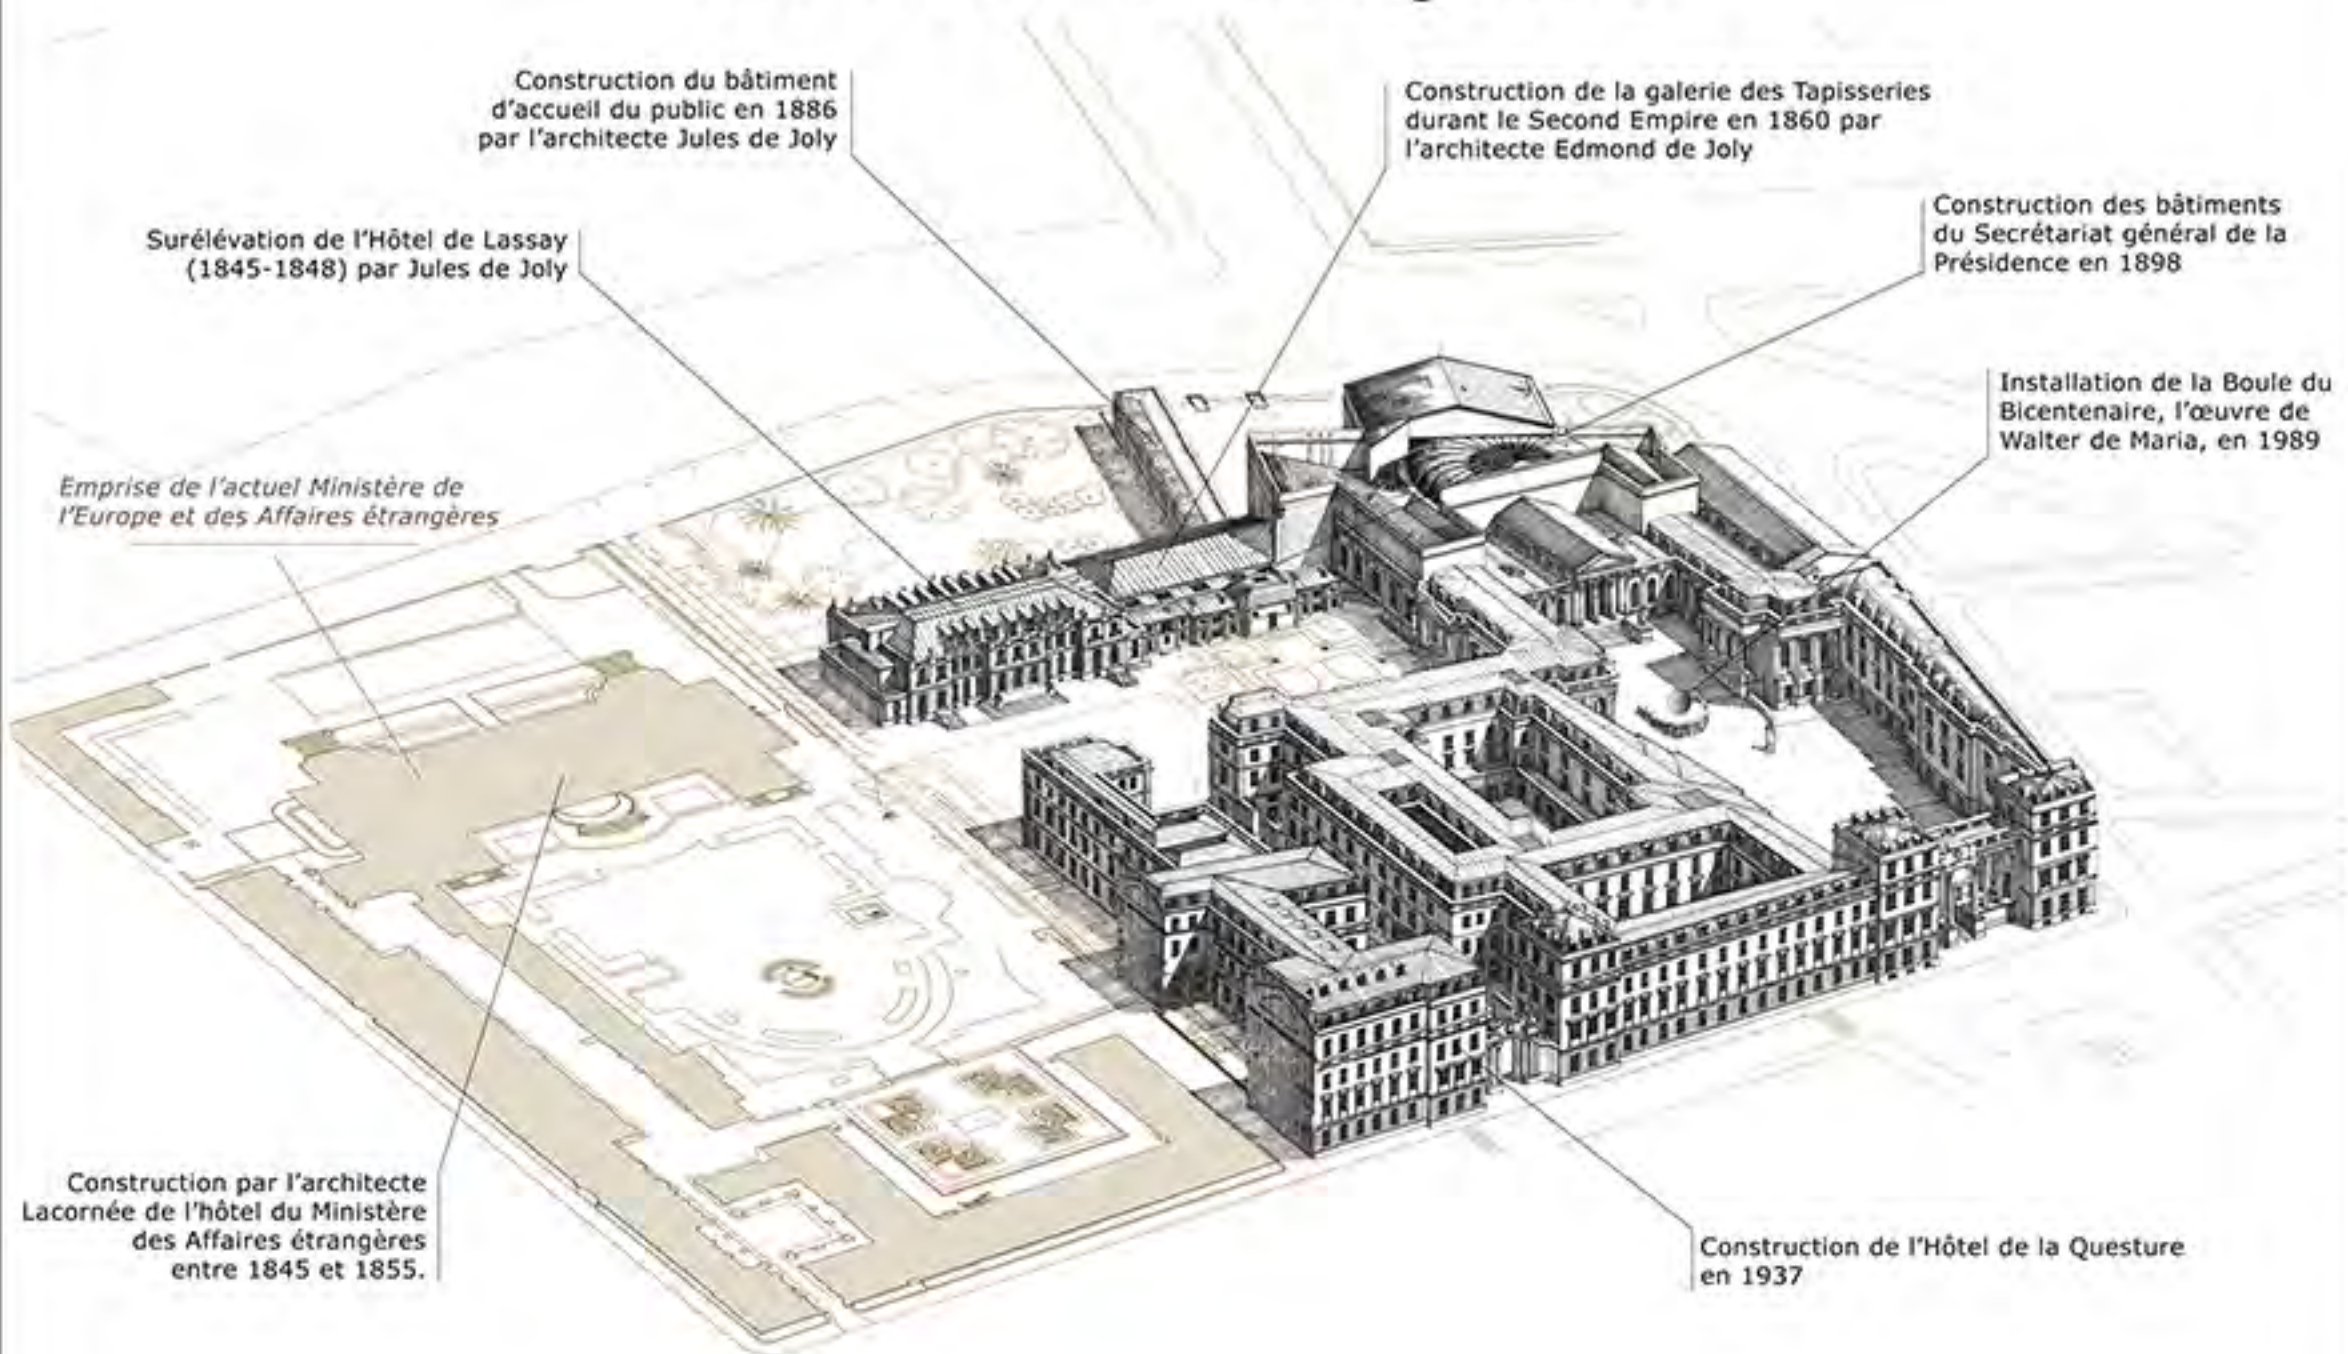 Construction du bâtiment
d'accueil du public en 1886
par l'architecte Jules de Joly
Construction de la galerie des Tapisseries
durant le Second Empire en 1860 par
l'architecte Edmond de Joly
Surélévation de l'Hôtel de Lassay
(1845-1848) par Jules de Joly
Construction des bâtiments
du Secrétariat général de la
Présidence en 1898
Installation de la Boule du
Bicentenaire, l'œuvre de
Walter de Maria, en 1989
Emprise de l'actuel Ministère de
l'Europe et des Affaires étrangères
Construction par l'architecte
Lacornée de l'hôtel du Ministère
des Affaires étrangères
entre 1845 et 1855.
Construction de l'Hôtel de la Questure
en 1937